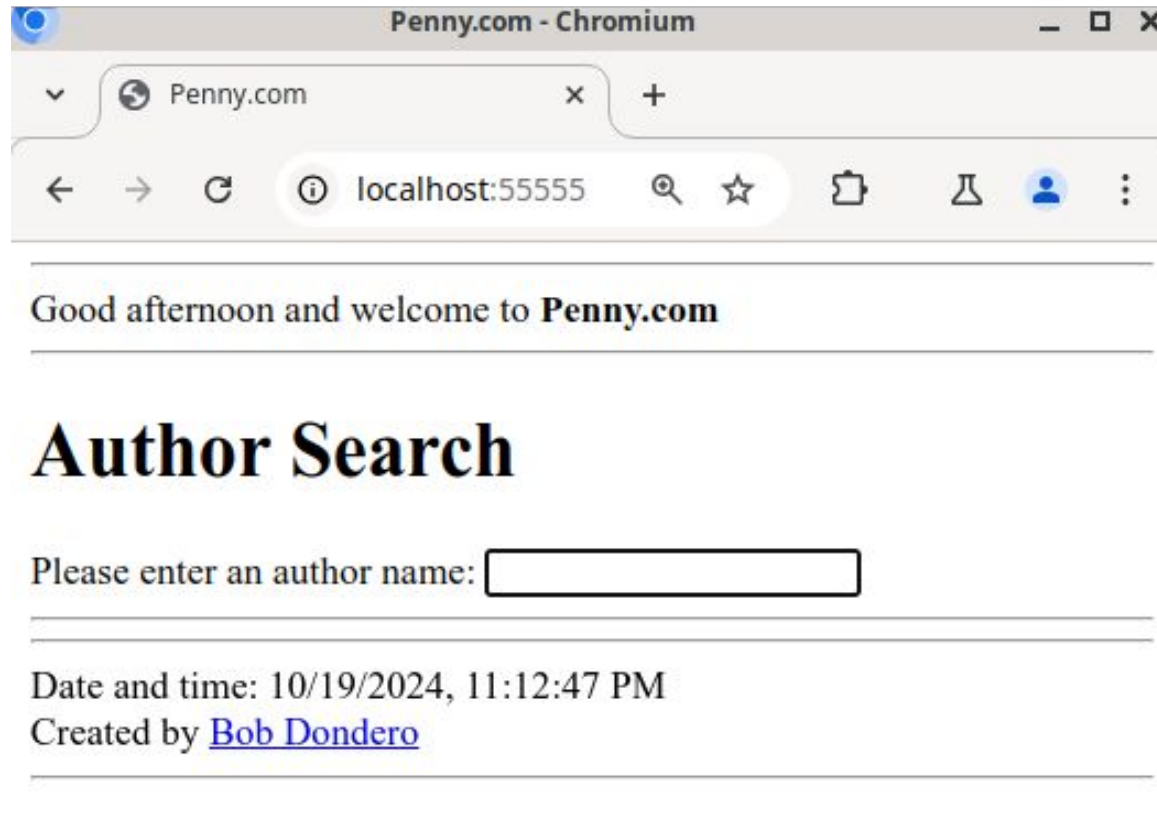 Penny.com - Chromium
Penny.com
localhost:55555
Good afternoon and welcome to Penny.com
Author Search
Please enter an author name:
Date and time: 10/19/2024, 11:12:47 PM
Created by Bob Dondero